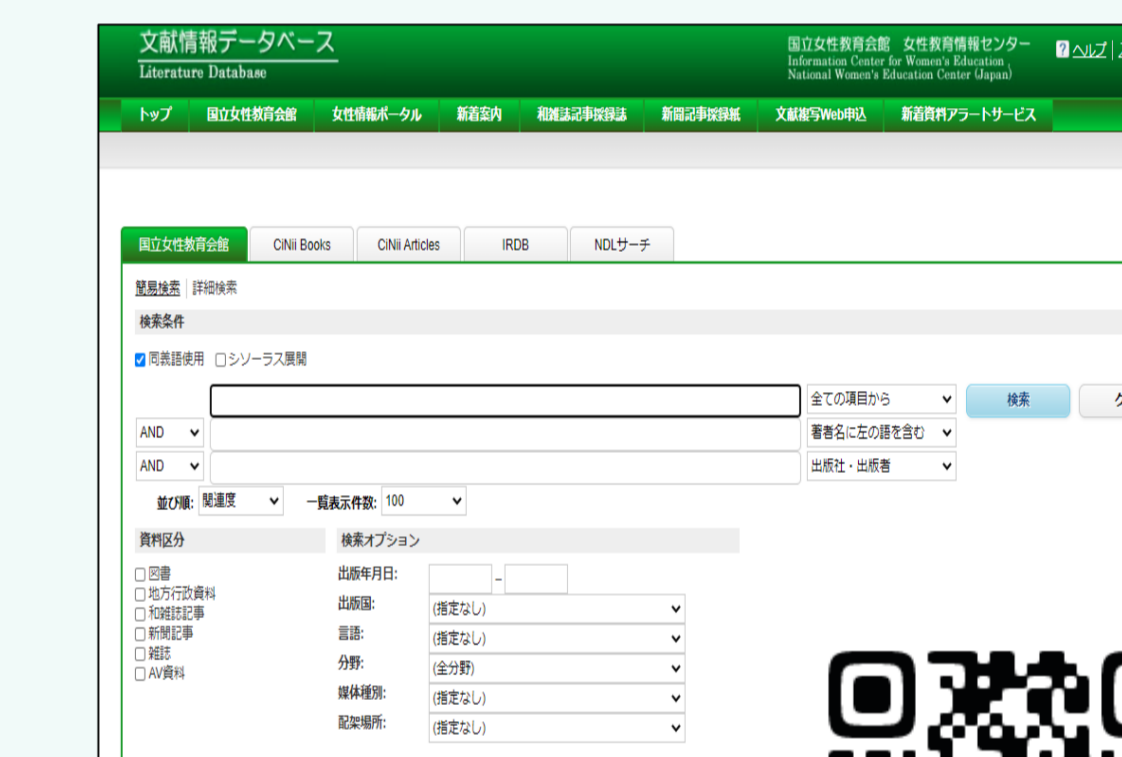 文献情報データベース
Literature Database
国立女性教育会館 女性教育情報センター
Information Center for Women's Education
National Women's Education Center (Japan)
? ヘルプ
トップ 国立女性教育会館 女性情報ポータル 新着案内 和雑誌記事採録誌 新聞記事採録紙 文献複写Web申込 新着資料アラートサービス
国立女性教育会館 CiNii Books CiNii Articles IRDB NDLサーチ
簡易検索 詳細検索
検索条件
同義語使用 シソーラス展開
全ての項目から 検索
AND 著者名に左の語を含む
AND 出版社・出版者
並び順: 関連度 一覧表示件数: 100
資料区分 検索オプション
図書
地方行政資料
和雑誌記事
新聞記事
雑誌
AV資料
出版年月日: –
出版国: (指定なし)
言語: (指定なし)
分野: (全分野)
媒体種別: (指定なし)
配架場所: (指定なし)